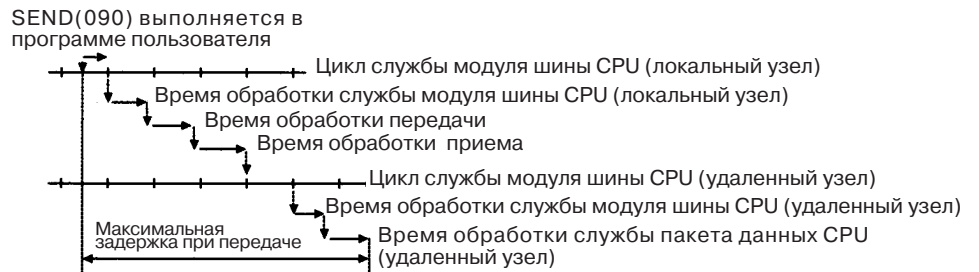 SEND(090) выполняется в
программе пользователя
Цикл службы модуля шины CPU (локальный узел)
Время обработки службы модуля шины CPU (локальный узел)
Время обработки передачи
Время обработки приема
Цикл службы модуля шины CPU (удаленный узел)
Время обработки службы модуля шины CPU (удаленный узел)
Максимальная
задержка при передаче
Время обработки службы пакета данных CPU
(удаленный узел)